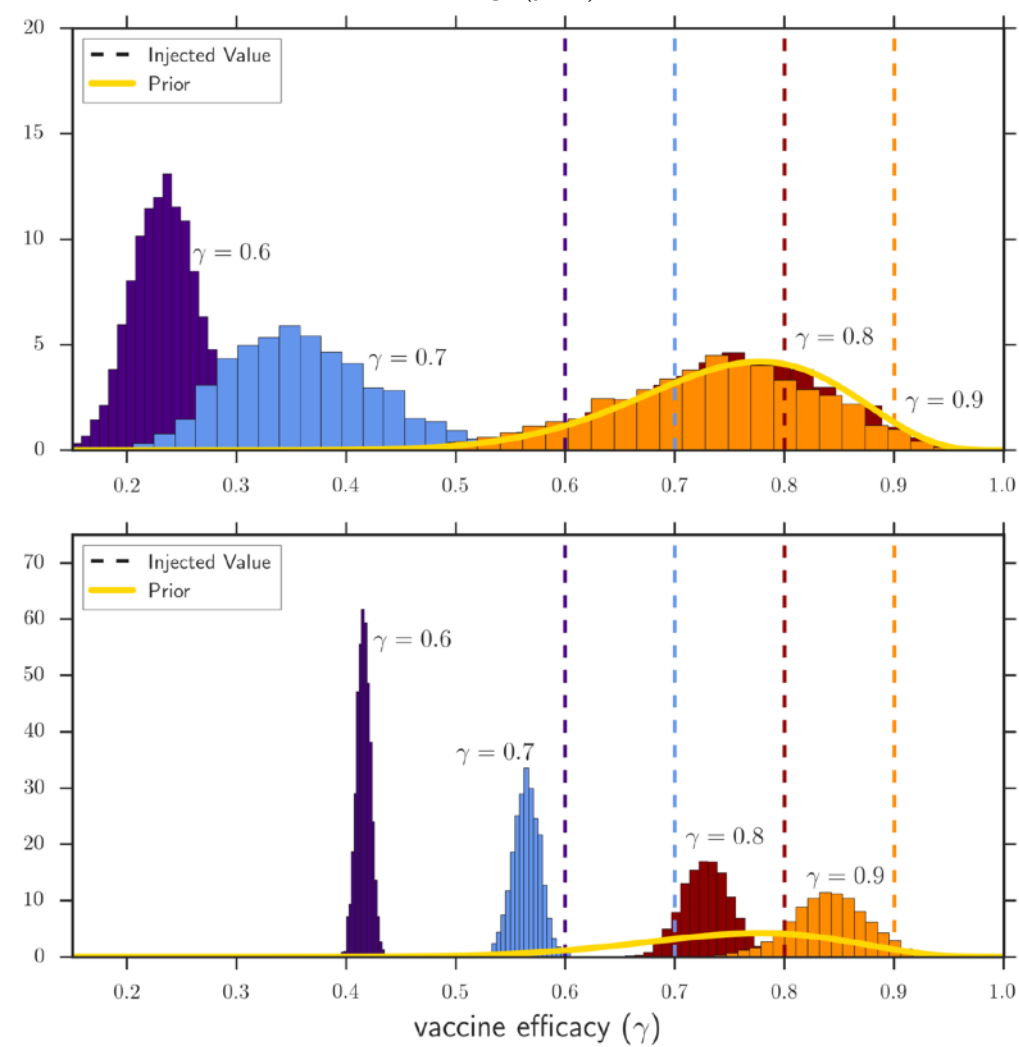 20
Injected Value
Prior
15
10
γ = 0.6
5
γ = 0.8
γ = 0.7
γ = 0.9
0
0.2 0.3 0.4 0.5 0.6 0.7 0.8 0.9 1.0
70
Injected Value
Prior
60
γ = 0.6
50
40
γ = 0.7
30
20
γ = 0.8
γ = 0.9
10
0
0.2 0.3 0.4 0.5 0.6 0.7 0.8 0.9 1.0
vaccine efficacy (γ)